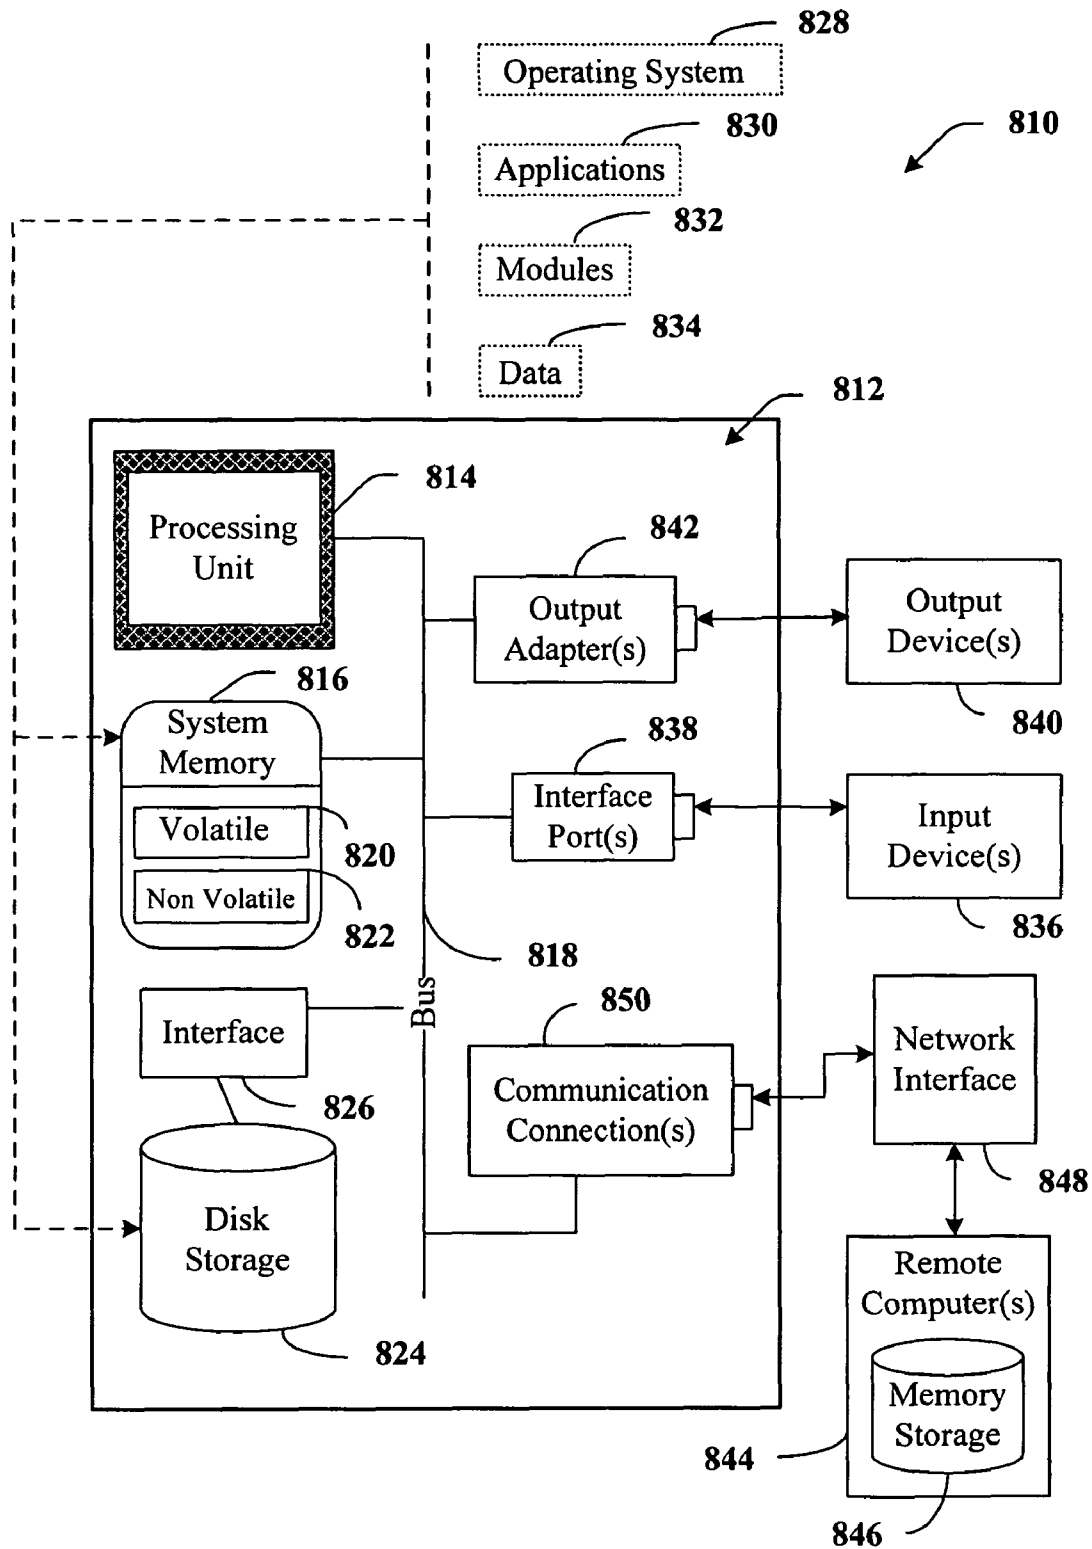 828
Operating System
830
810
Applications
832
Modules
834
Data
812
814
Processing
Unit
842
Output
Adapter(s)
Output
Device(s)
840
816
System
Memory
838
Interface
Port(s)
Input
Device(s)
836
Volatile
820
Non Volatile
822
818
Bus
850
Interface
826
Communication
Connection(s)
Network
Interface
848
Disk
Storage
824
Remote
Computer(s)
Memory
Storage
844
846